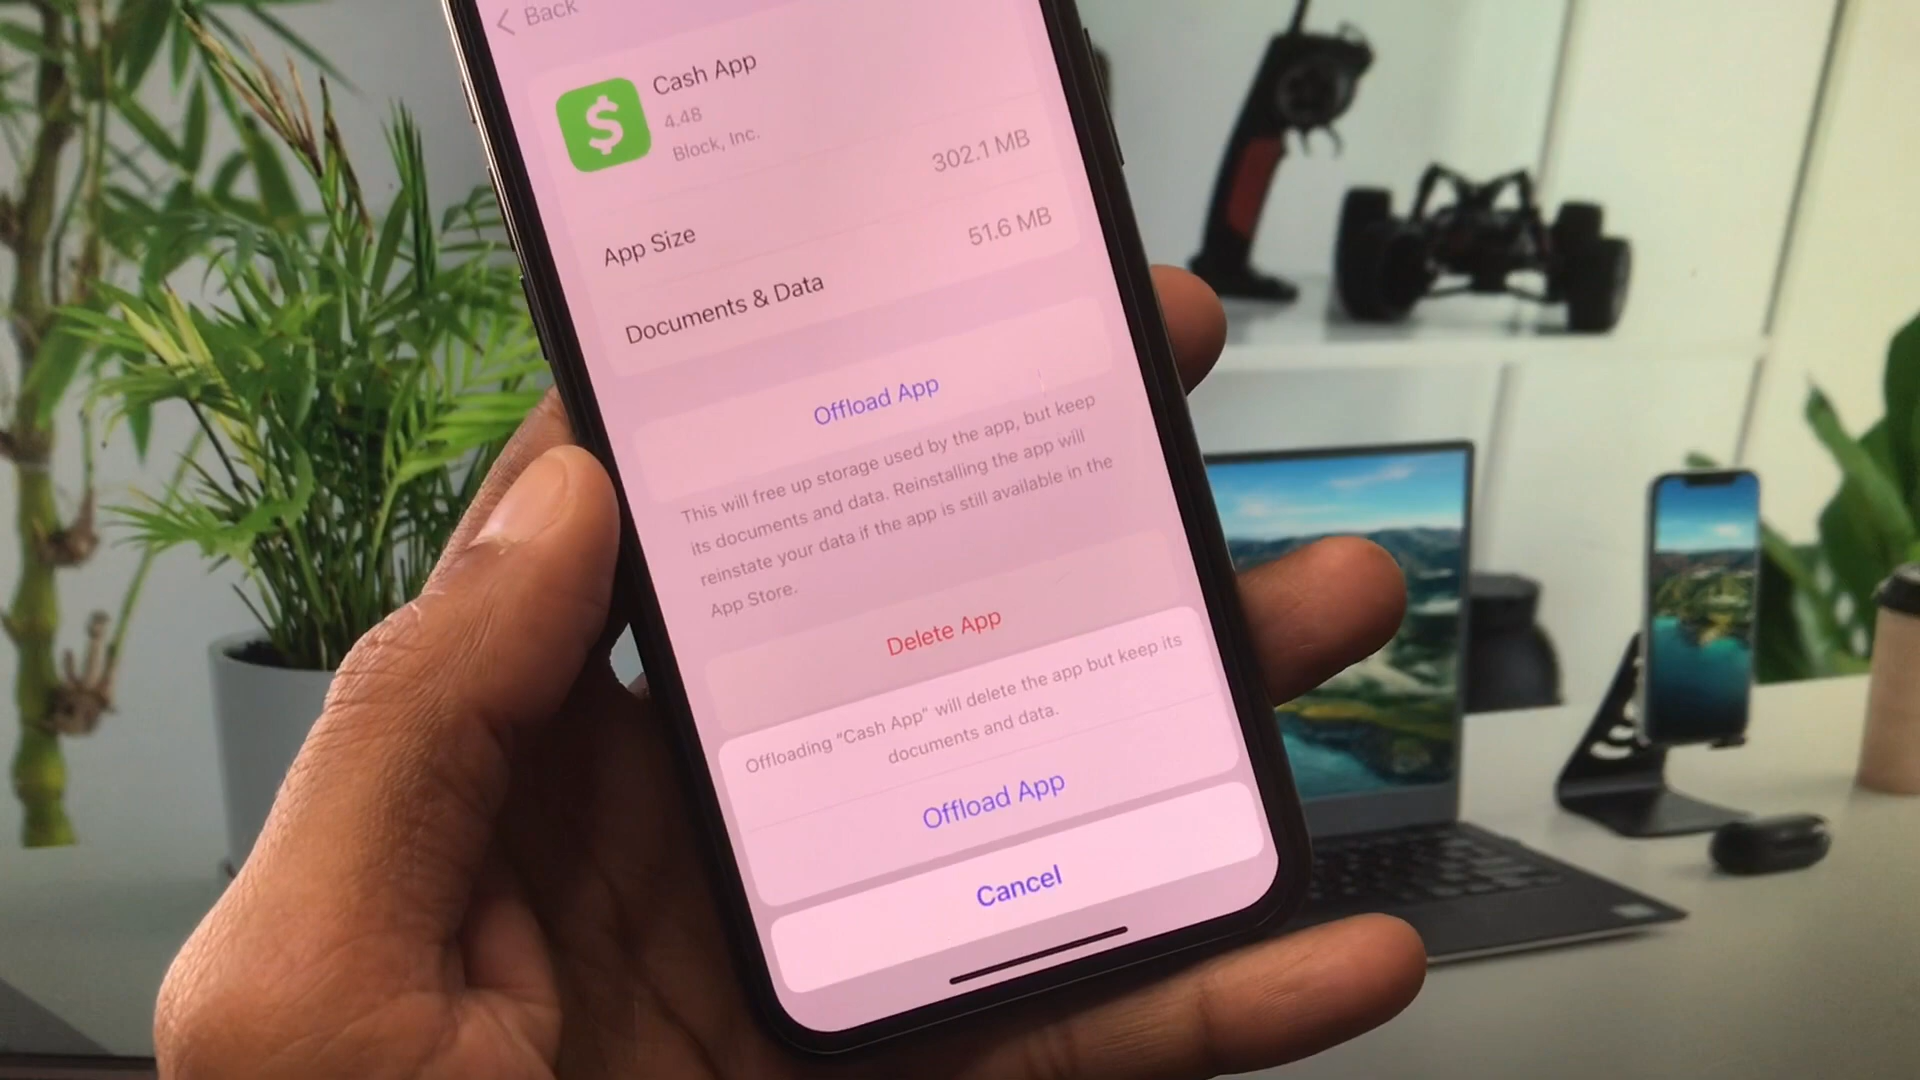 Back
Cash App
4.48
Block, Inc.
App Size
302.1 MB
Documents & Data
51.6 MB
Offload App
This will free up storage used by the app, but keep
its documents and data. Reinstalling the app will
reinstate your data if the app is still available in the
App Store.
Delete App
Offloading "Cash App" will delete the app but keep its
documents and data.
Offload App
Cancel